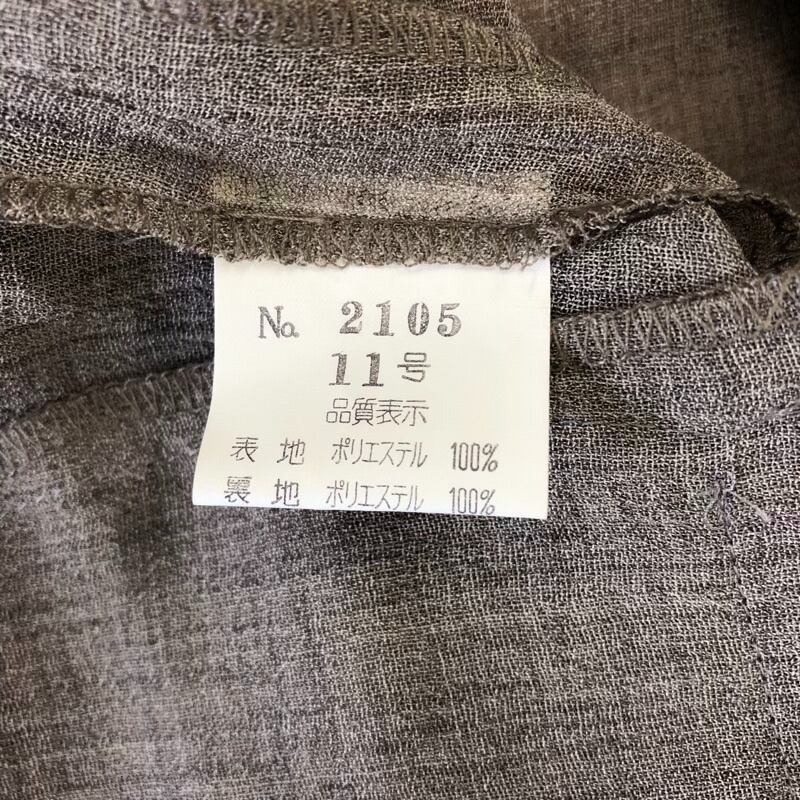 No. 2105
11号
品質表示
表地 ポリエステル 100%
裏地 ポリエステル 100%